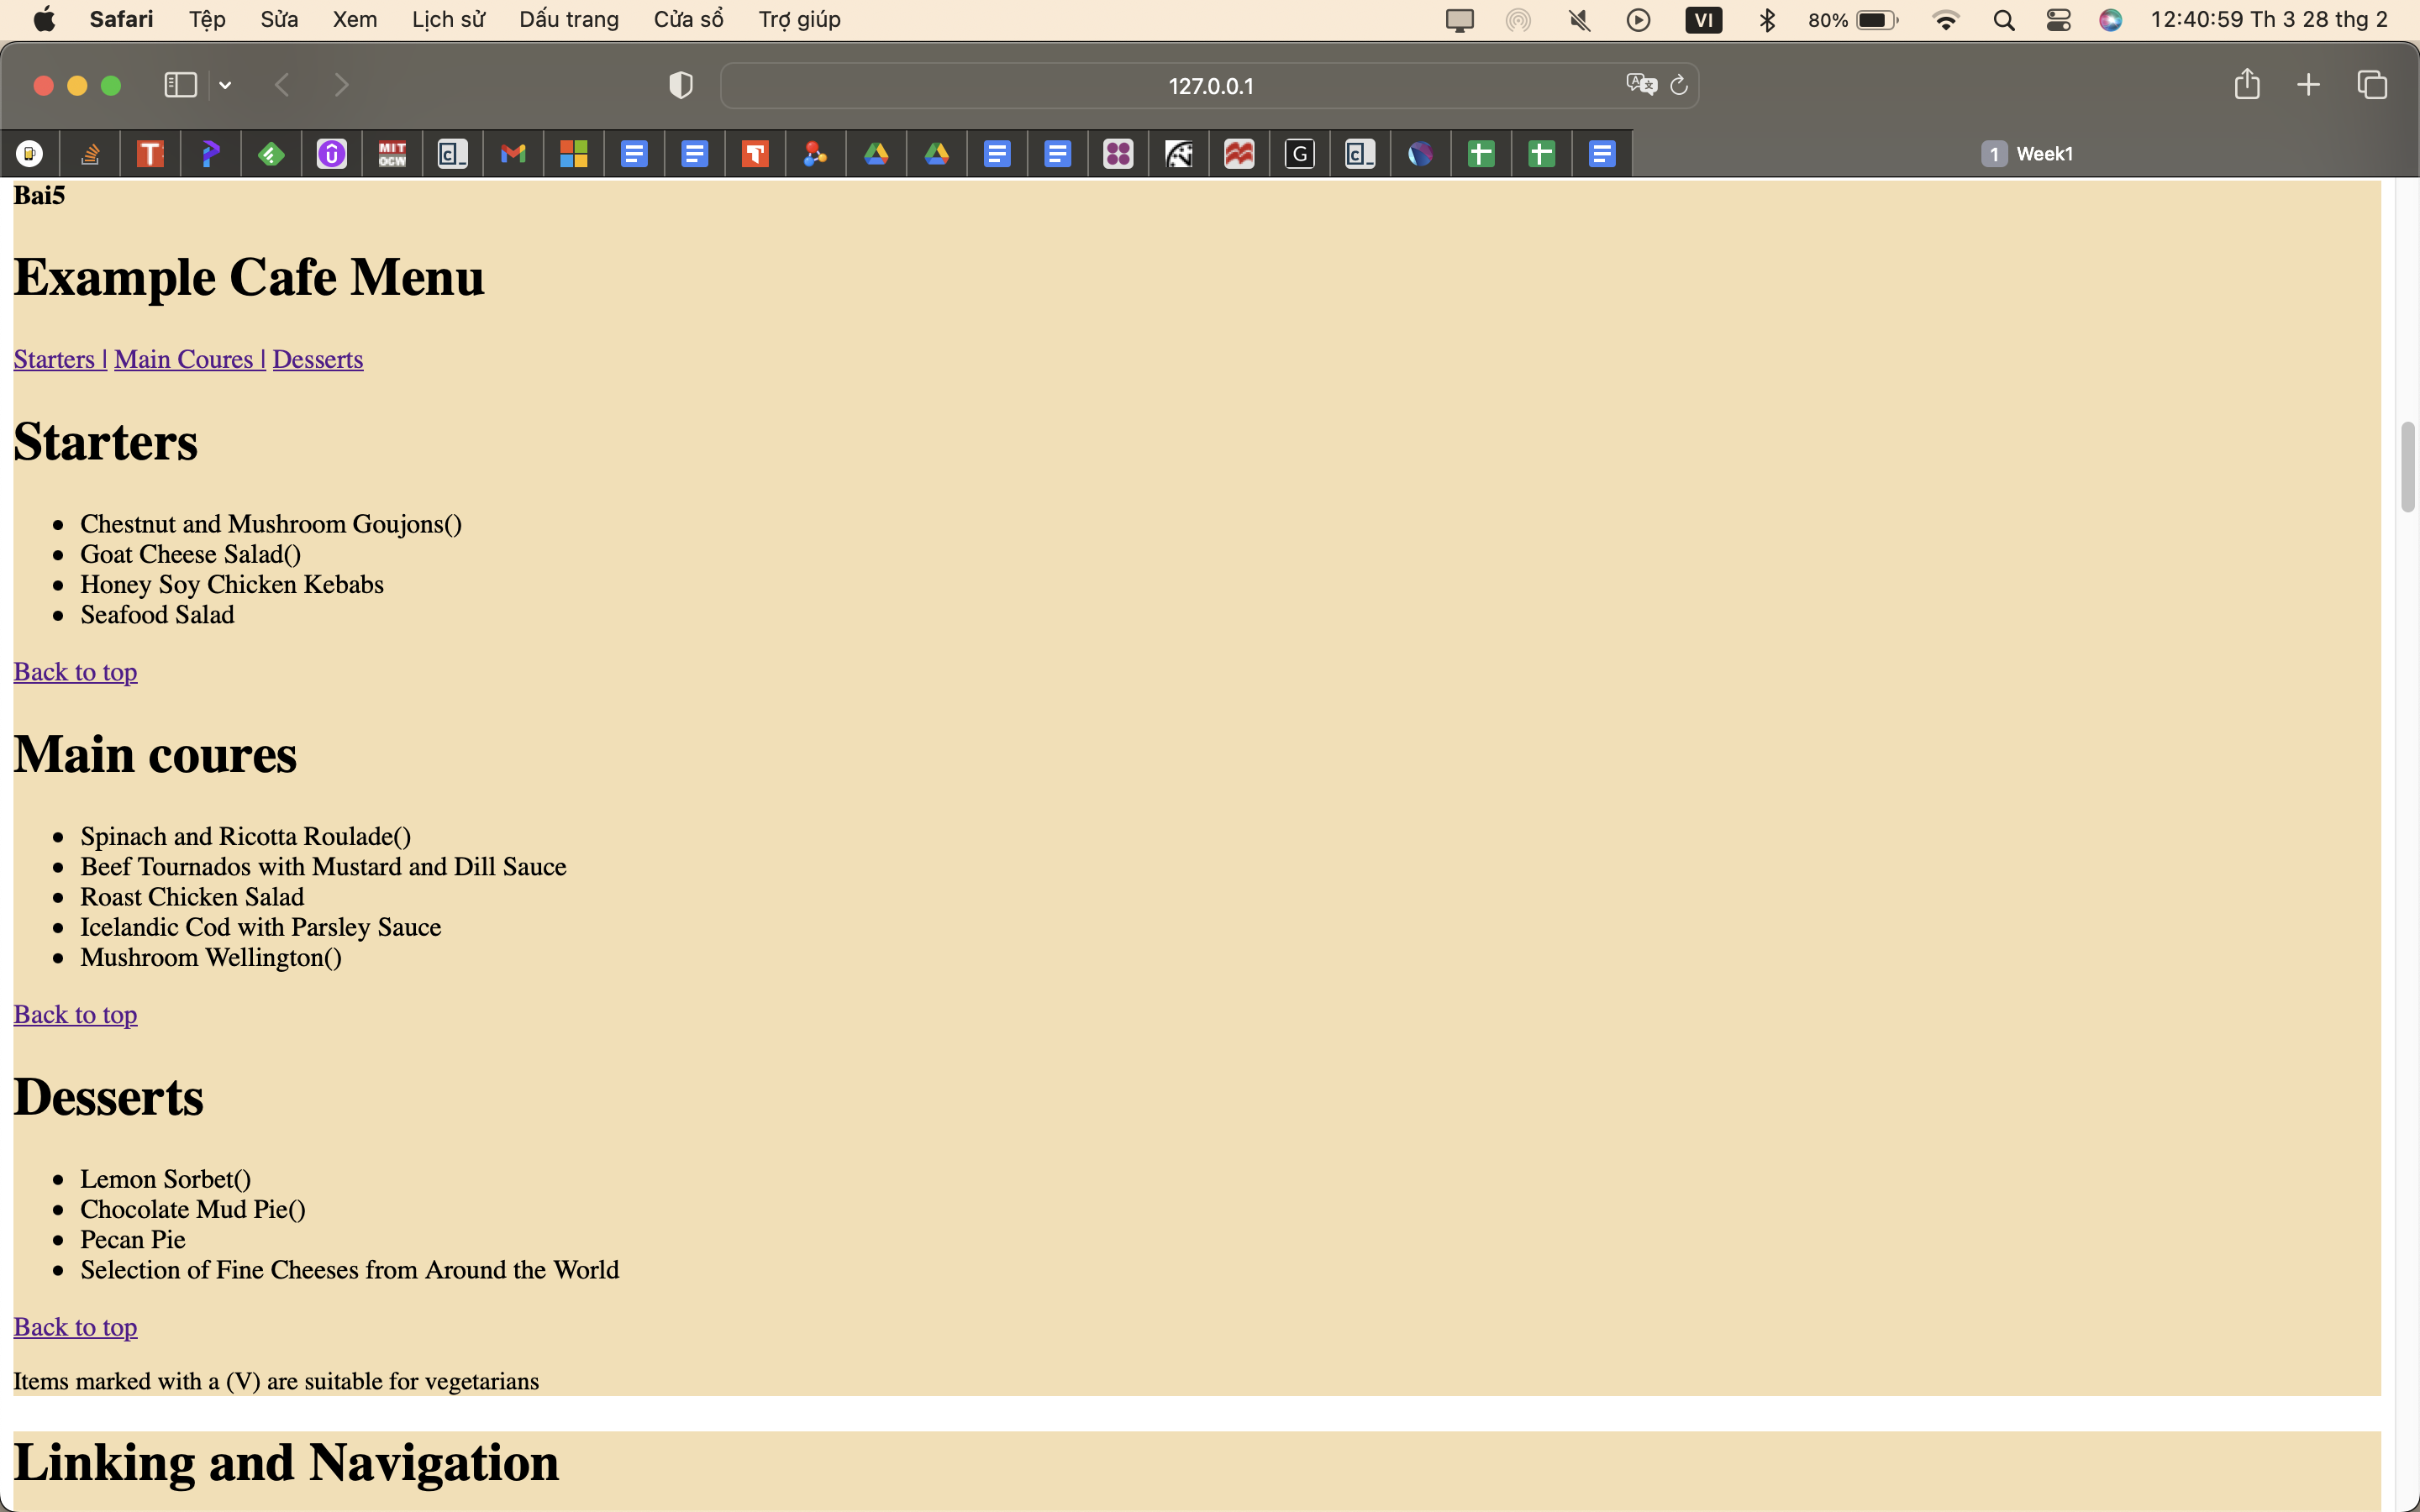 Safari Tệp Sửa Xem Lịch sử Dấu trang Cửa sổ Trợ giúp VI 80% 12:40:59 Th 3 28 thg 2
127.0.0.1
MIT OCW
1 Week1
Bai5
Example Cafe Menu
Starters | Main Coures | Desserts
Starters
Chestnut and Mushroom Goujons()
Goat Cheese Salad()
Honey Soy Chicken Kebabs
Seafood Salad
Back to top
Main coures
Spinach and Ricotta Roulade()
Beef Tournados with Mustard and Dill Sauce
Roast Chicken Salad
Icelandic Cod with Parsley Sauce
Mushroom Wellington()
Back to top
Desserts
Lemon Sorbet()
Chocolate Mud Pie()
Pecan Pie
Selection of Fine Cheeses from Around the World
Back to top
Items marked with a (V) are suitable for vegetarians
Linking and Navigation